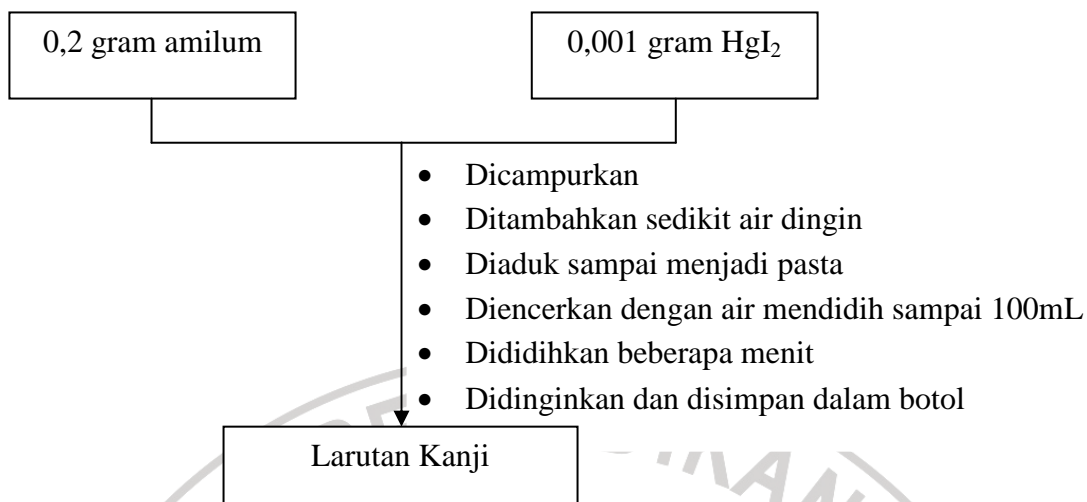 0,2 gram amilum
0,001 gram HgI₂
• Dicampurkan
• Ditambahkan sedikit air dingin
• Diaduk sampai menjadi pasta
• Diencerkan dengan air mendidih sampai 100mL
• Dididihkan beberapa menit
• Didinginkan dan disimpan dalam botol
Larutan Kanji